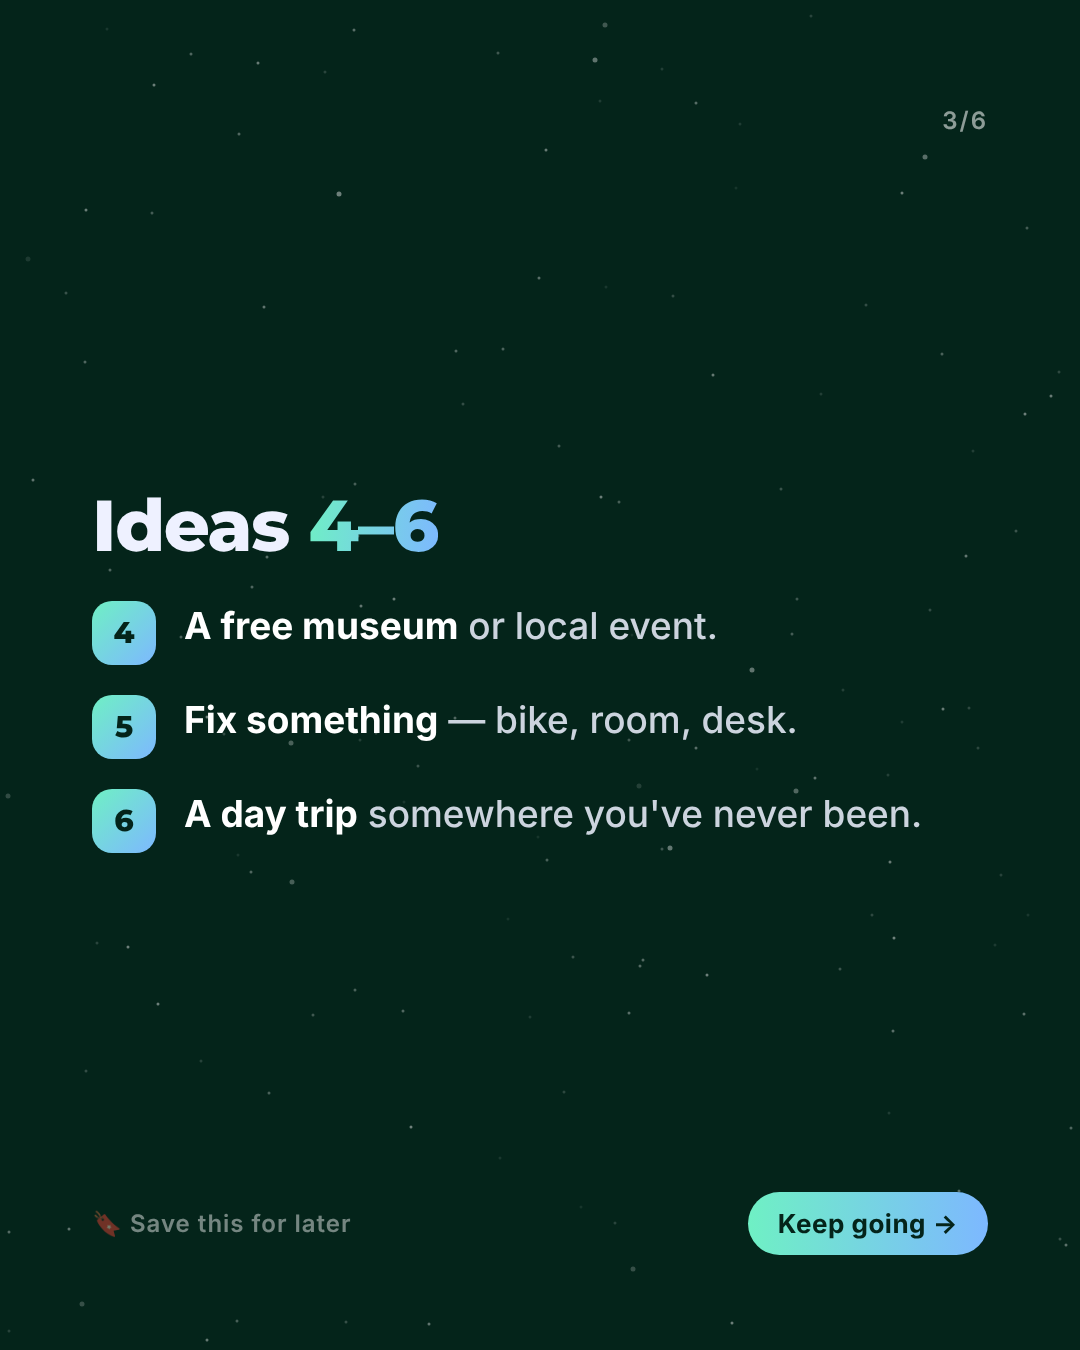 3/6
Ideas 4–6
4 A free museum or local event.
5 Fix something — bike, room, desk.
6 A day trip somewhere you've never been.
🔖 Save this for later
Keep going →